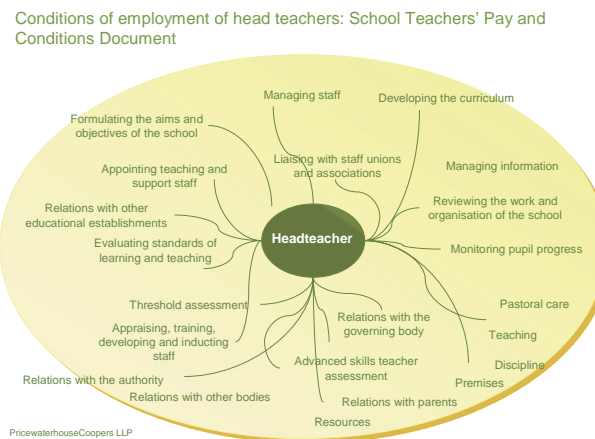 Conditions of employment of head teachers: School Teachers' Pay and
Conditions Document
Managing staff
Developing the curriculum
Formulating the aims and
objectives of the school
Liaising with staff unions
and associations
Managing information
Appointing teaching and
support staff
Relations with other
educational establishments
Reviewing the work and
organisation of the school
Headteacher
Evaluating standards of
learning and teaching
Monitoring pupil progress
Threshold assessment
Pastoral care
Relations with the
governing body
Appraising, training,
developing and inducting
staff
Teaching
Advanced skills teacher
assessment
Discipline
Relations with the authority
Premises
Relations with other bodies
Relations with parents
Resources
PricewaterhouseCoopers LLP